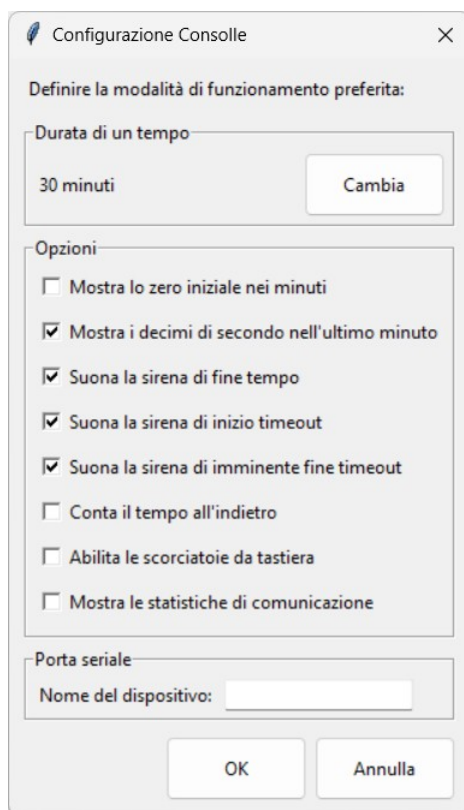 Configurazione Consolle
Definire la modalità di funzionamento preferita:
Durata di un tempo
30 minuti
Cambia
Opzioni
Mostra lo zero iniziale nei minuti
Mostra i decimi di secondo nell'ultimo minuto
Suona la sirena di fine tempo
Suona la sirena di inizio timeout
Suona la sirena di imminente fine timeout
Conta il tempo all'indietro
Abilita le scorciatoie da tastiera
Mostra le statistiche di comunicazione
Porta seriale
Nome del dispositivo:
OK
Annulla